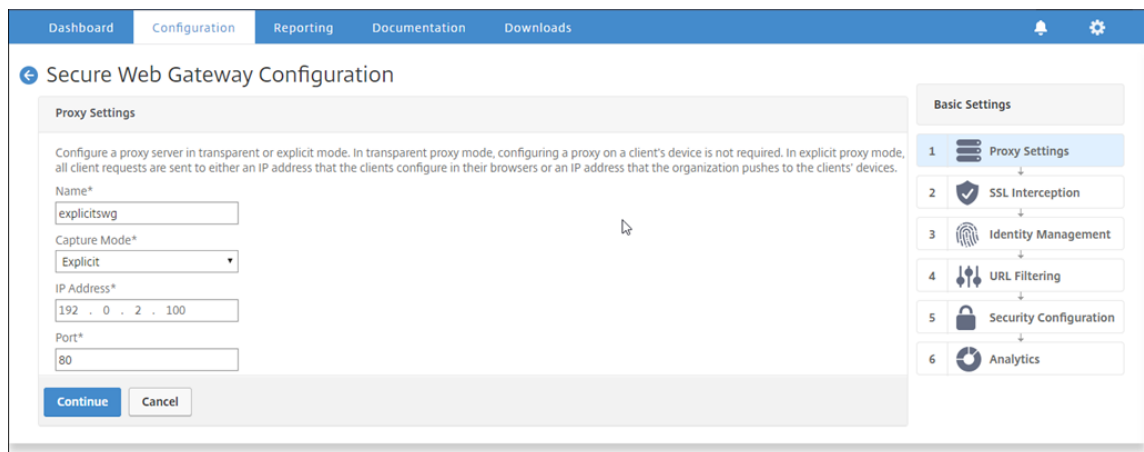 Dashboard Configuration Reporting Documentation Downloads
Secure Web Gateway Configuration
Proxy Settings
Configure a proxy server in transparent or explicit mode. In transparent proxy mode, configuring a proxy on a client's device is not required. In explicit proxy mode,
all client requests are sent to either an IP address that the clients configure in their browsers or an IP address that the organization pushes to the clients' devices.
Name*
explicitswg
Capture Mode*
Explicit
IP Address*
192 . 0 . 2 . 100
Port*
80
Continue Cancel
Basic Settings
1 Proxy Settings
2 SSL Interception
3 Identity Management
4 URL Filtering
5 Security Configuration
6 Analytics